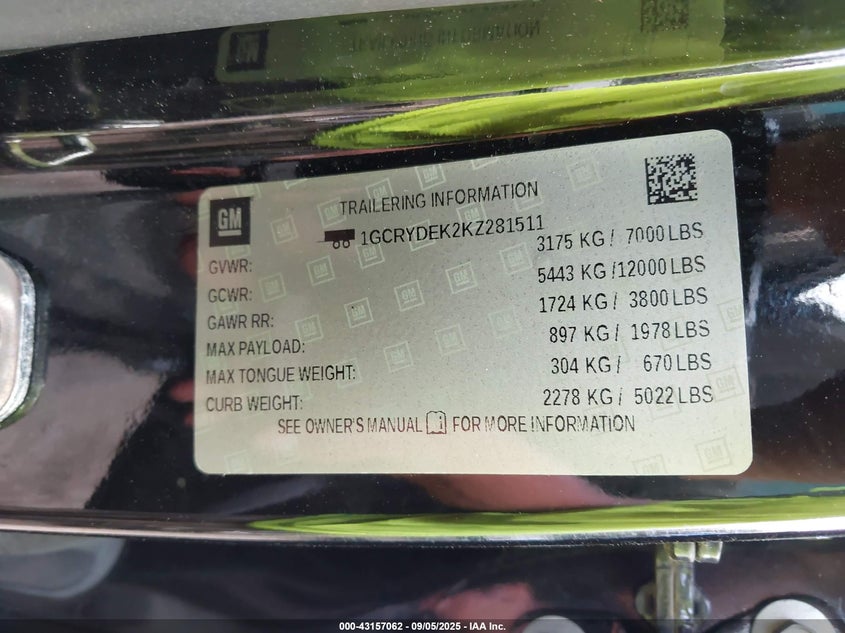 GM
TRAILERING INFORMATION
1GCRYDEK2KZ281511
GVWR: 3175 KG / 7000 LBS
GCWR: 5443 KG /12000 LBS
GAWR RR: 1724 KG / 3800 LBS
MAX PAYLOAD: 897 KG / 1978 LBS
MAX TONGUE WEIGHT: 304 KG / 670 LBS
CURB WEIGHT: 2278 KG / 5022 LBS
SEE OWNER'S MANUAL FOR MORE INFORMATION
000-43157062 - 09/05/2025 - IAA Inc.